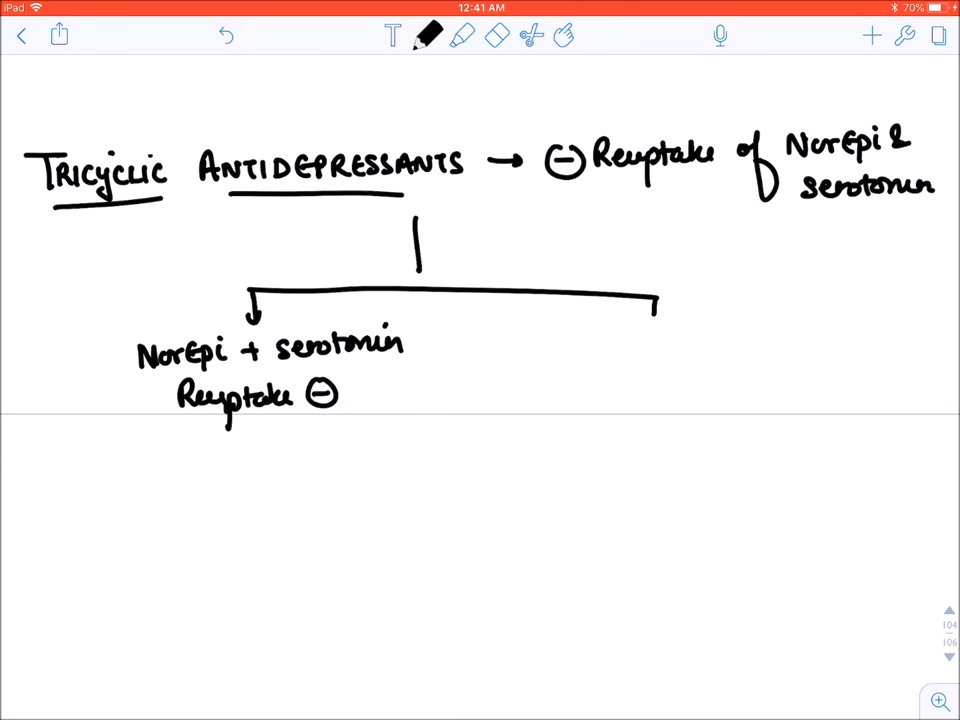 iPad 12:41 AM 70%
TRICYCLIC ANTIDEPRESSANTS → ⊖ Reuptake of NorEpi &
serotonin
NorEpi + serotonin
Reuptake ⊖
104
106